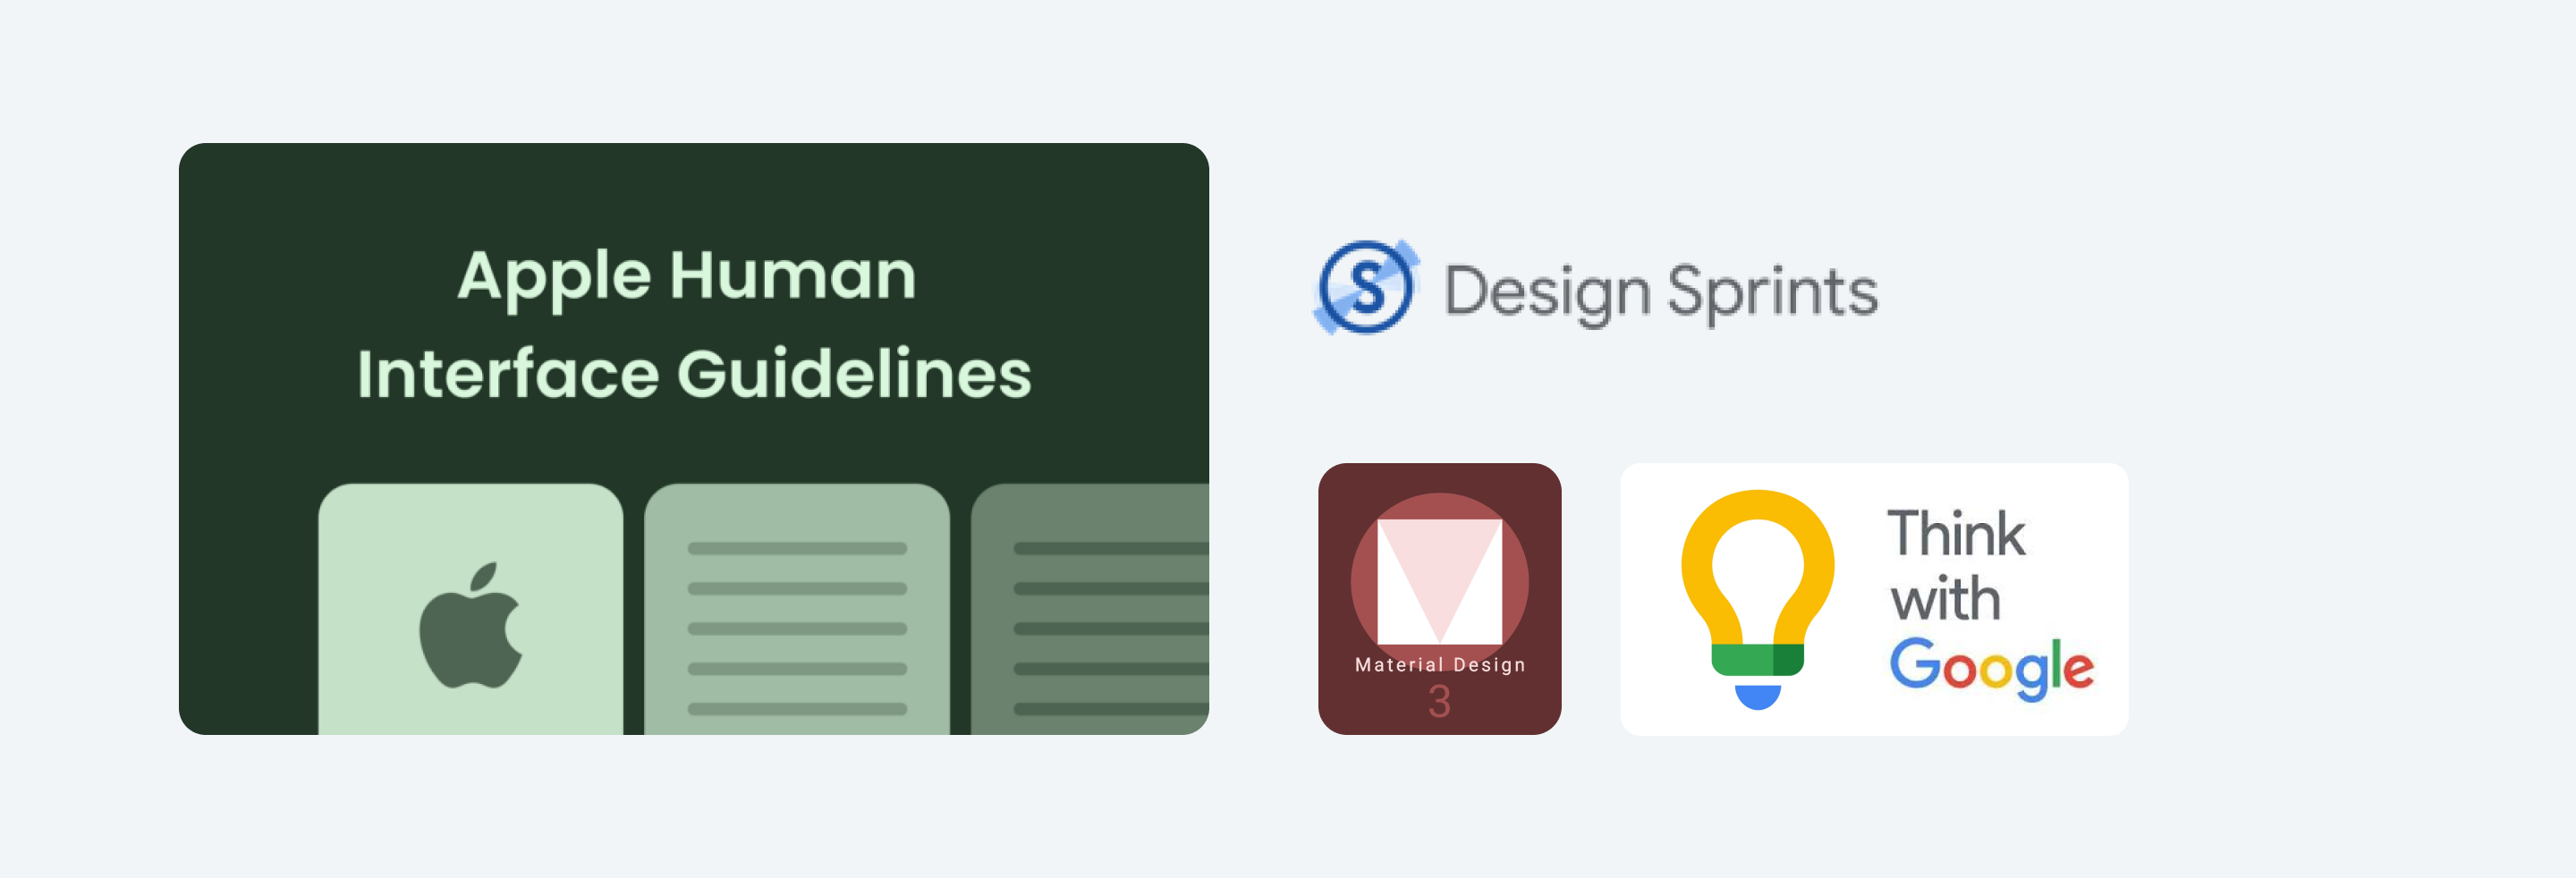 Apple Human
Interface Guidelines
S Design Sprints
Material Design
3
Think
with
Google